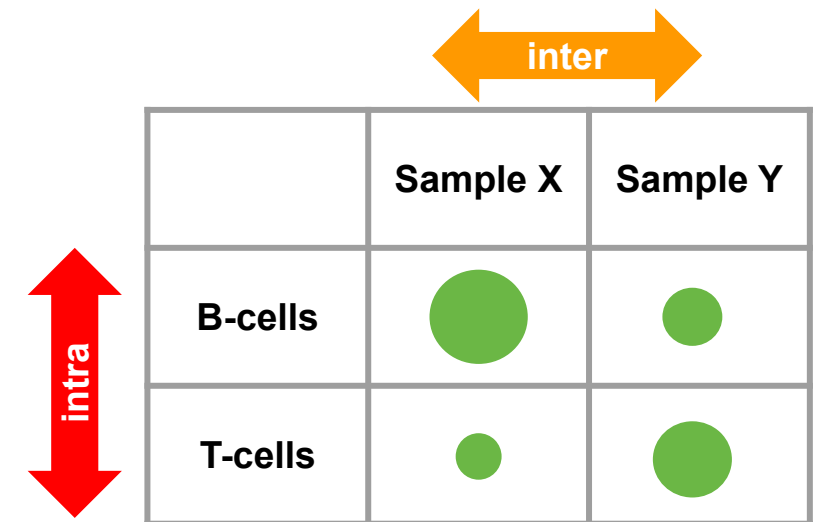 inter
Sample X
Sample Y
B-cells
intra
T-cells